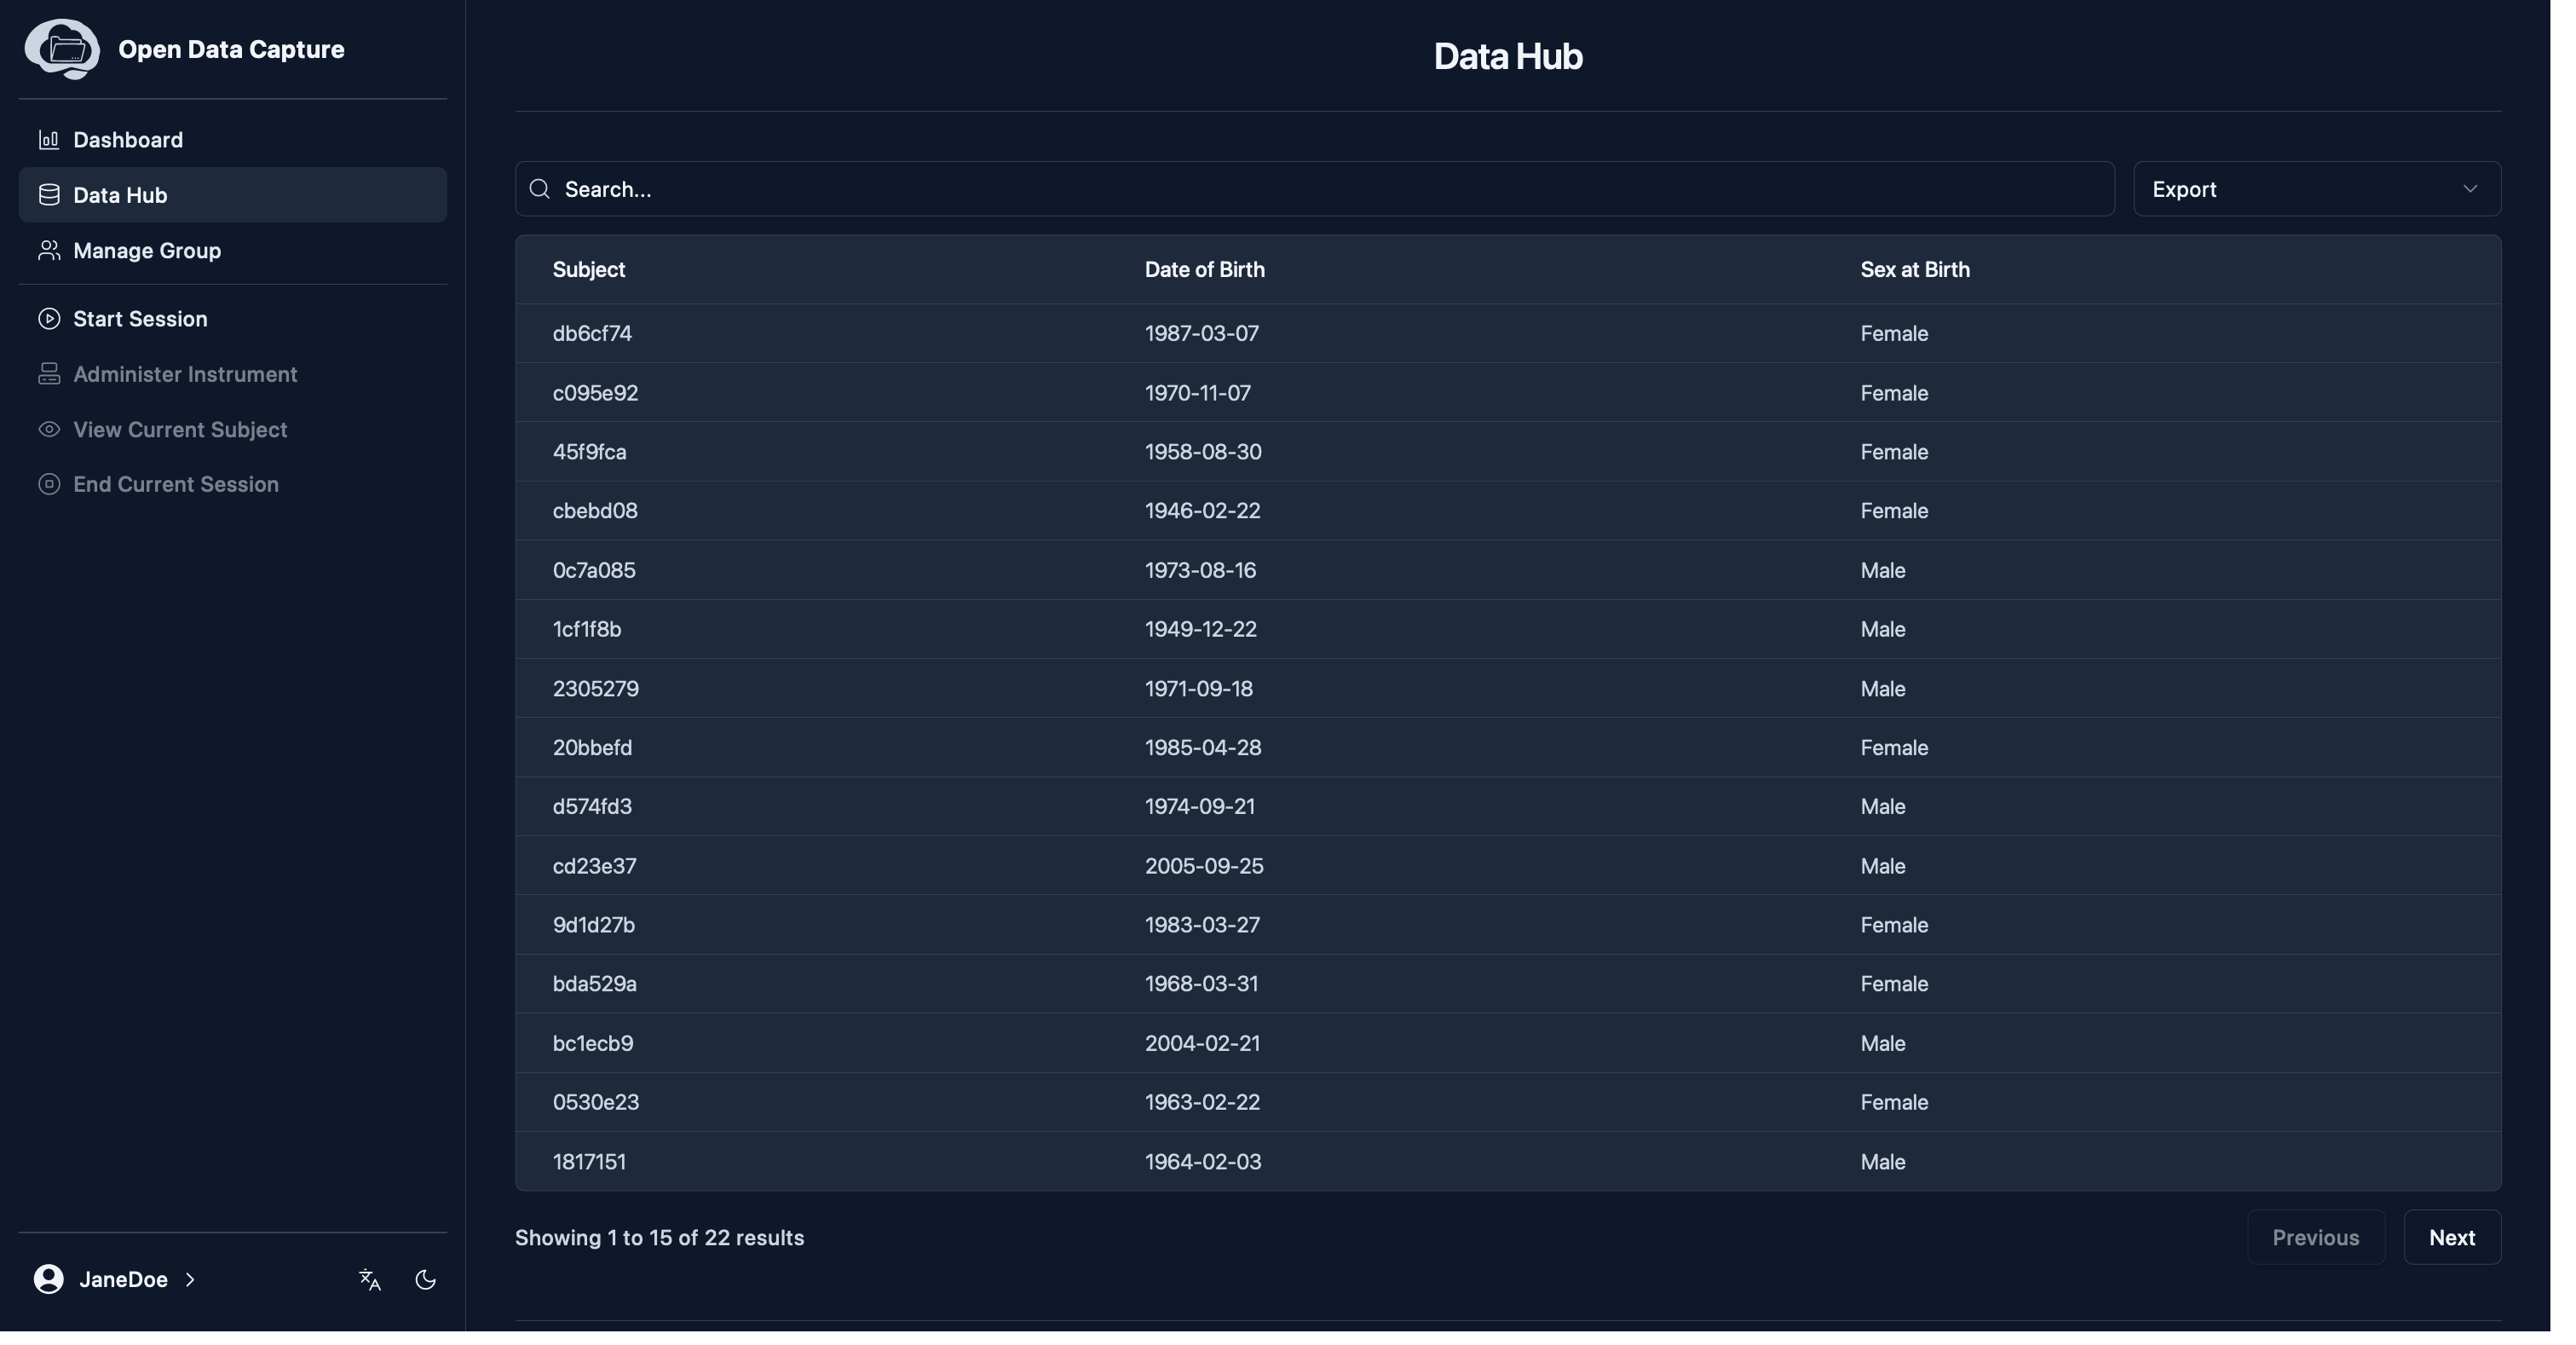 Open Data Capture
Dashboard
Data Hub
Manage Group
Start Session
Administer Instrument
View Current Subject
End Current Session
JaneDoe
Data Hub
Search...
Export
Subject Date of Birth Sex at Birth
db6cf74 1987-03-07 Female
c095e92 1970-11-07 Female
45f9fca 1958-08-30 Female
cbebd08 1946-02-22 Female
0c7a085 1973-08-16 Male
1cf1f8b 1949-12-22 Male
2305279 1971-09-18 Male
20bbefd 1985-04-28 Female
d574fd3 1974-09-21 Male
cd23e37 2005-09-25 Male
9d1d27b 1983-03-27 Female
bda529a 1968-03-31 Female
bc1ecb9 2004-02-21 Male
0530e23 1963-02-22 Female
1817151 1964-02-03 Male
Showing 1 to 15 of 22 results
Previous Next